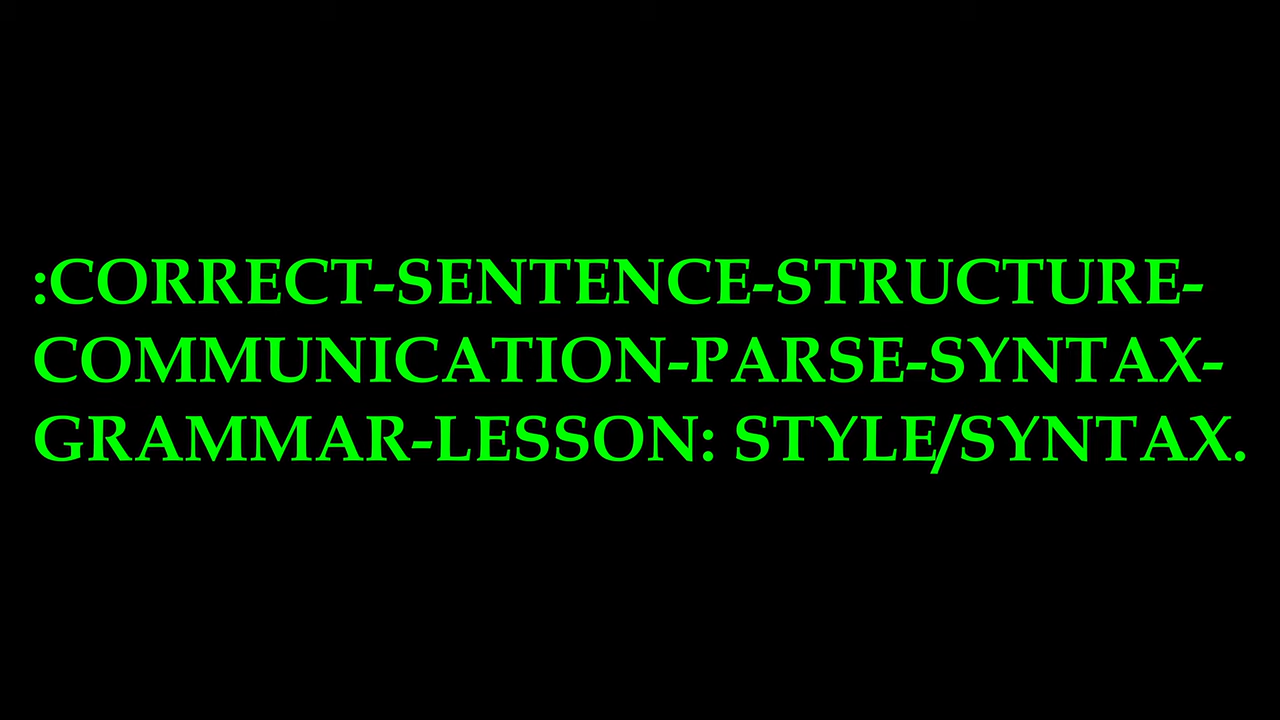 :CORRECT-SENTENCE-STRUCTURE-
COMMUNICATION-PARSE-SYNTAX-
GRAMMAR-LESSON: STYLE/SYNTAX.